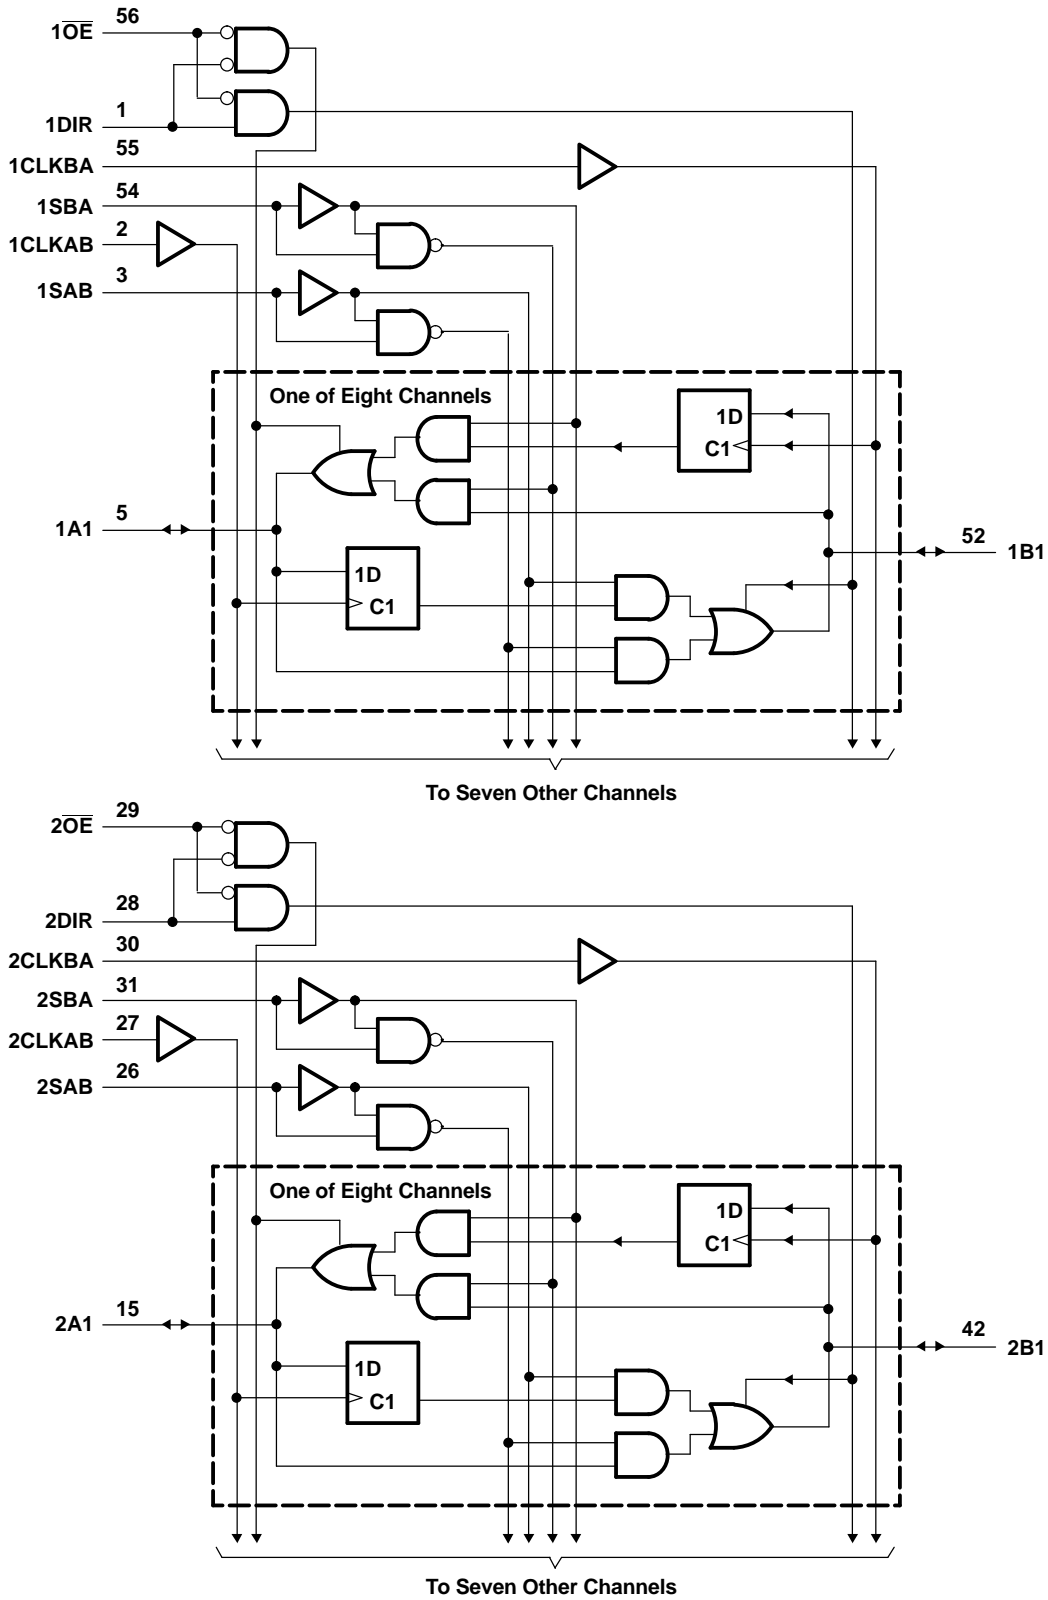 56
1O̅E̅
1
1DIR
55
1CLKBA
54
1SBA
2
1CLKAB
3
1SAB
One of Eight Channels
1D
C1
5
1A1
52
1B1
1D
C1
To Seven Other Channels
29
2O̅E̅
28
2DIR
30
2CLKBA
31
2SBA
27
2CLKAB
26
2SAB
One of Eight Channels
1D
C1
15
2A1
42
2B1
1D
C1
To Seven Other Channels